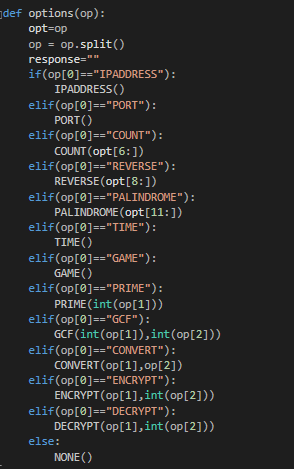 def options(op):
    opt=op
    op = op.split()
    response=""
    if(op[0]=="IPADDRESS"):
        IPADDRESS()
    elif(op[0]=="PORT"):
        PORT()
    elif(op[0]=="COUNT"):
        COUNT(opt[6:])
    elif(op[0]=="REVERSE"):
        REVERSE(opt[8:])
    elif(op[0]=="PALINDROME"):
        PALINDROME(opt[11:])
    elif(op[0]=="TIME"):
        TIME()
    elif(op[0]=="GAME"):
        GAME()
    elif(op[0]=="PRIME"):
        PRIME(int(op[1]))
    elif(op[0]=="GCF"):
        GCF(int(op[1]),int(op[2]))
    elif(op[0]=="CONVERT"):
        CONVERT(op[1],op[2])
    elif(op[0]=="ENCRYPT"):
        ENCRYPT(op[1],int(op[2]))
    elif(op[0]=="DECRYPT"):
        DECRYPT(op[1],int(op[2]))
    else:
        NONE()